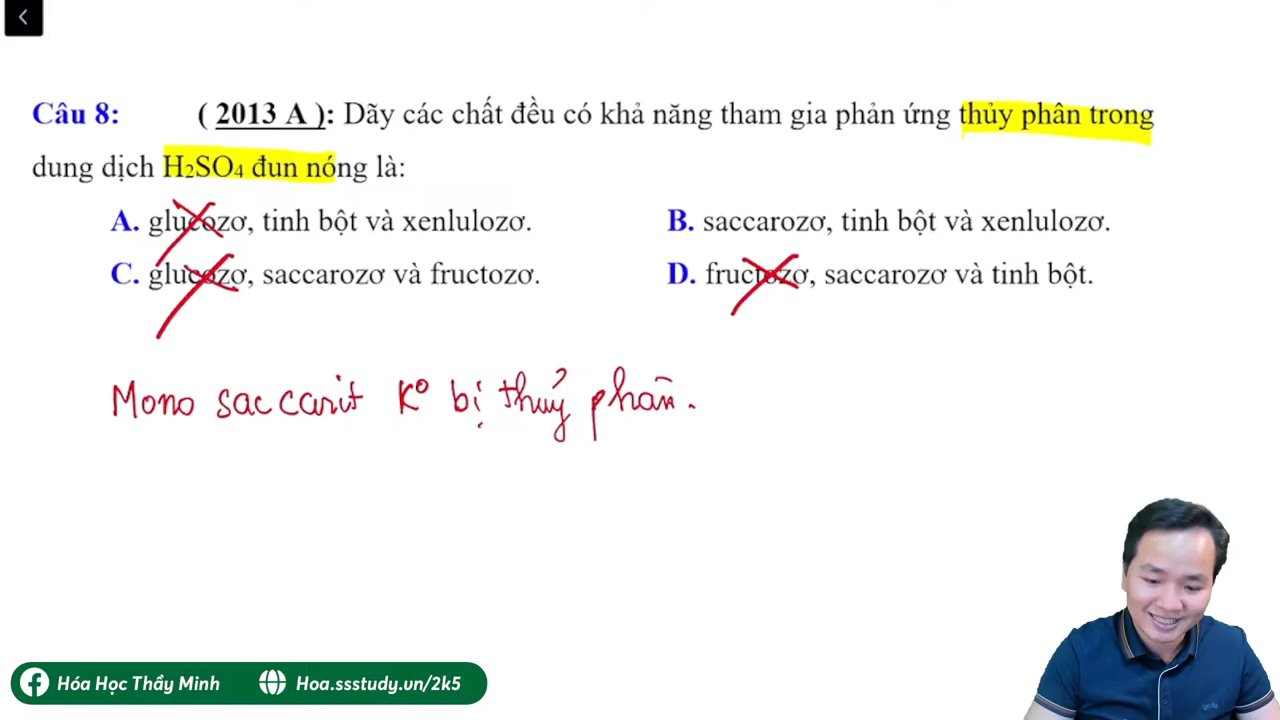 Câu 8: ( 2013 A ): Dãy các chất đều có khả năng tham gia phản ứng thủy phân trong
dung dịch H₂SO₄ đun nóng là:
A. glucozơ, tinh bột và xenlulozơ. B. saccarozơ, tinh bột và xenlulozơ.
C. glucozơ, saccarozơ và fructozơ. D. fructozơ, saccarozơ và tinh bột.
Mono saccarit K° bị thuỷ phân.
yody
Hóa Học Thầy Minh Hoa.ssstudy.vn/2k5